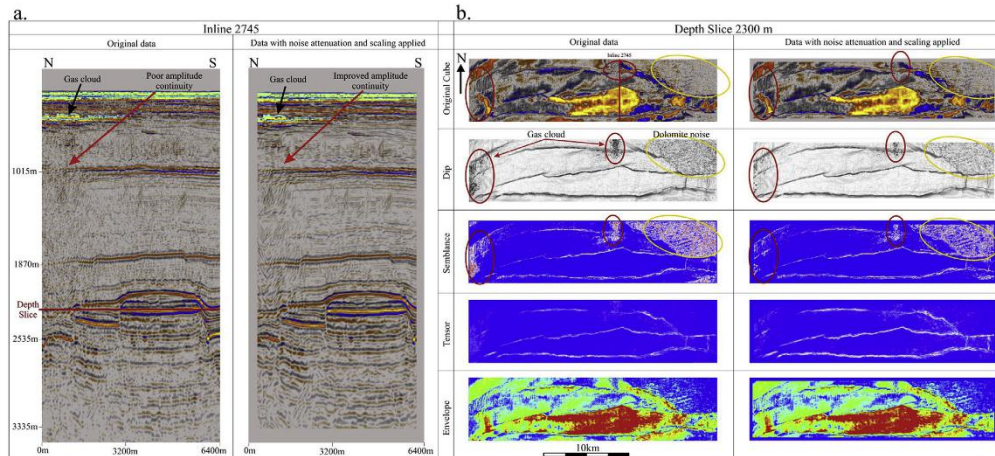 a.
Inline 2745
Original data
Data with noise attenuation and scaling applied
N
S
Gas cloud
Poor amplitude
continuity
Gas cloud
Improved amplitude
continuity
1015m
1870m
Depth
Slice
2535m
3335m
0m
3200m
6400m
0m
3200m
6400m
b.
Depth Slice 2300 m
Original data
Data with noise attenuation and scaling applied
N
Inline 2745
Original Cube
Gas cloud
Dolomite noise
Dip
Semblance
Tensor
Envelope
10km